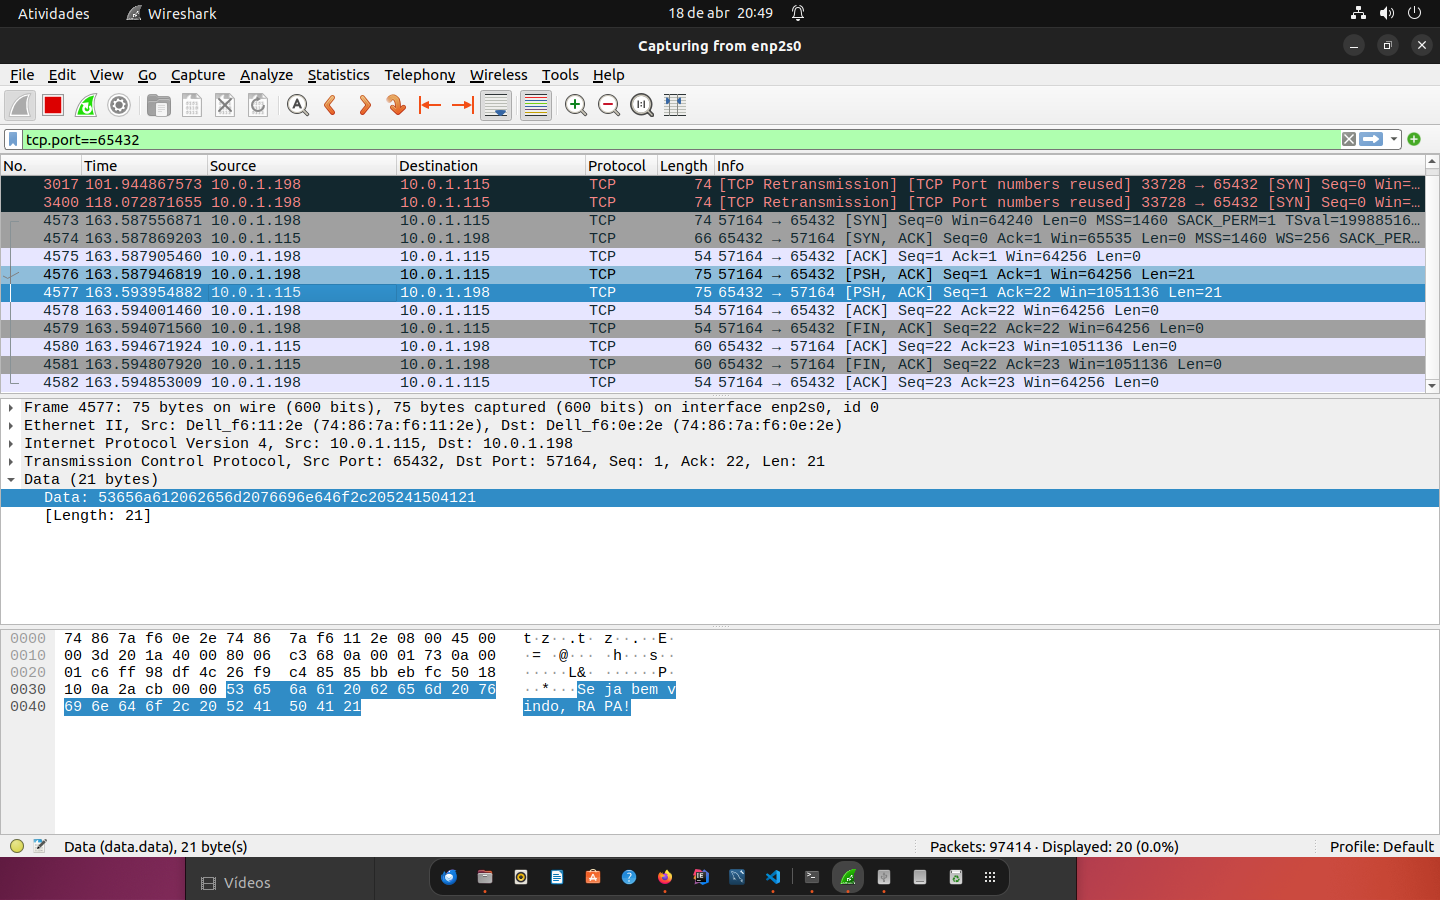 Atividades Wireshark 18 de abr 20:49
Capturing from enp2s0
File Edit View Go Capture Analyze Statistics Telephony Wireless Tools Help
tcp.port==65432
No. Time Source Destination Protocol Length Info
3017 101.944867573 10.0.1.198 10.0.1.115 TCP 74 [TCP Retransmission] [TCP Port numbers reused] 33728 → 65432 [SYN] Seq=0 Win=…
3400 118.072871655 10.0.1.198 10.0.1.115 TCP 74 [TCP Retransmission] [TCP Port numbers reused] 33728 → 65432 [SYN] Seq=0 Win=…
4573 163.587556871 10.0.1.198 10.0.1.115 TCP 74 57164 → 65432 [SYN] Seq=0 Win=64240 Len=0 MSS=1460 SACK_PERM=1 TSval=19988516…
4574 163.587869203 10.0.1.115 10.0.1.198 TCP 66 65432 → 57164 [SYN, ACK] Seq=0 Ack=1 Win=65535 Len=0 MSS=1460 WS=256 SACK_PER…
4575 163.587905460 10.0.1.198 10.0.1.115 TCP 54 57164 → 65432 [ACK] Seq=1 Ack=1 Win=64256 Len=0
4576 163.587946819 10.0.1.198 10.0.1.115 TCP 75 57164 → 65432 [PSH, ACK] Seq=1 Ack=1 Win=64256 Len=21
4577 163.593954882 10.0.1.115 10.0.1.198 TCP 75 65432 → 57164 [PSH, ACK] Seq=1 Ack=22 Win=1051136 Len=21
4578 163.594001460 10.0.1.198 10.0.1.115 TCP 54 57164 → 65432 [ACK] Seq=22 Ack=22 Win=64256 Len=0
4579 163.594071560 10.0.1.198 10.0.1.115 TCP 54 57164 → 65432 [FIN, ACK] Seq=22 Ack=22 Win=64256 Len=0
4580 163.594671924 10.0.1.115 10.0.1.198 TCP 60 65432 → 57164 [ACK] Seq=22 Ack=23 Win=1051136 Len=0
4581 163.594807920 10.0.1.115 10.0.1.198 TCP 60 65432 → 57164 [FIN, ACK] Seq=22 Ack=23 Win=1051136 Len=0
4582 163.594853009 10.0.1.198 10.0.1.115 TCP 54 57164 → 65432 [ACK] Seq=23 Ack=23 Win=64256 Len=0
Frame 4577: 75 bytes on wire (600 bits), 75 bytes captured (600 bits) on interface enp2s0, id 0
Ethernet II, Src: Dell_f6:11:2e (74:86:7a:f6:11:2e), Dst: Dell_f6:0e:2e (74:86:7a:f6:0e:2e)
Internet Protocol Version 4, Src: 10.0.1.115, Dst: 10.0.1.198
Transmission Control Protocol, Src Port: 65432, Dst Port: 57164, Seq: 1, Ack: 22, Len: 21
Data (21 bytes)
Data: 53656a612062656d2076696e646f2c205241504121
[Length: 21]
0000 74 86 7a f6 0e 2e 74 86 7a f6 11 2e 08 00 45 00 t·z··.t· z··.··E·
0010 00 3d 20 1a 40 00 80 06 c3 68 0a 00 01 73 0a 00 ·= ·@··· ·h···s··
0020 01 c6 ff 98 df 4c 26 f9 c4 85 85 bb eb fc 50 18 ·····L&· ······P·
0030 10 0a 2a cb 00 00 53 65 6a 61 20 62 65 6d 20 76 ··*···Se ja bem v
0040 69 6e 64 6f 2c 20 52 41 50 41 21 indo, RA PA!
Data (data.data), 21 byte(s) Packets: 97414 · Displayed: 20 (0.0%) Profile: Default
Vídeos